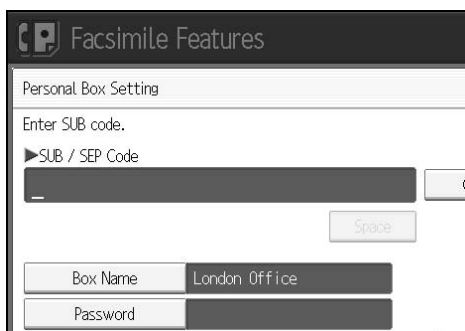 Facsimile Features
Personal Box Setting
Enter SUB code.
▶SUB / SEP Code
Space
Box Name London Office
Password